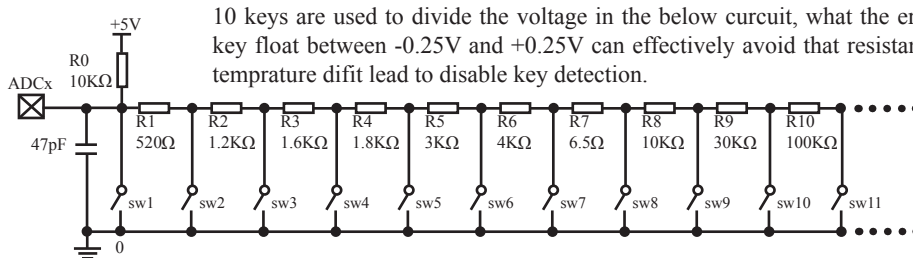 10 keys are used to divide the voltage in the below curcuit, what the
key float between -0.25V and +0.25V can effectively avoid that
temprature difit lead to disable key detection.
+5V
R0
10KΩ
ADCx
47pF
R1 R2 R3 R4 R5 R6 R7 R8 R9 R10
520Ω 1.2KΩ 1.6KΩ 1.8KΩ 3KΩ 4KΩ 6.5Ω 10KΩ 30KΩ 100KΩ
sw1 sw2 sw3 sw4 sw5 sw6 sw7 sw8 sw9 sw10 sw11
0